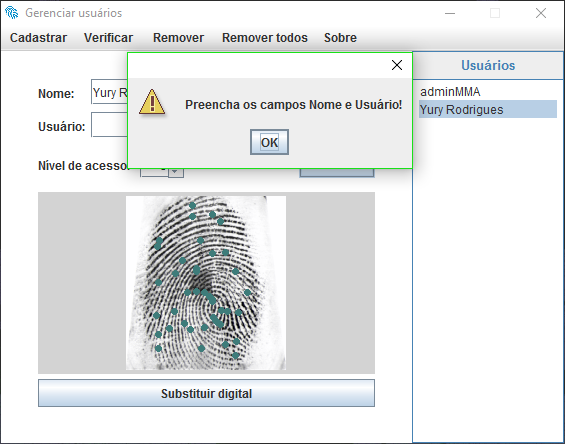 Gerenciar usuários
Cadastrar Verificar Remover Remover todos Sobre
Usuários
adminMMA
Yury Rodrigues
Nome: Yury R
Preencha os campos Nome e Usuário!
Usuário:
OK
Nível de acesso:
Substituir digital